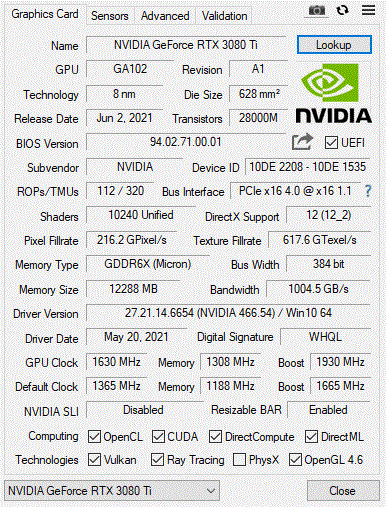 Graphics Card Sensors Advanced Validation
Name NVIDIA GeForce RTX 3080 Ti Lookup
GPU GA102 Revision A1
Technology 8 nm Die Size 628 mm²
Release Date Jun 2, 2021 Transistors 28000M
NVIDIA
BIOS Version 94.02.71.00.01 UEFI
Subvendor NVIDIA Device ID 10DE 2208 - 10DE 1535
ROPs/TMUs 112 / 320 Bus Interface PCIe x16 4.0 @ x16 1.1 ?
Shaders 10240 Unified DirectX Support 12 (12_2)
Pixel Fillrate 216.2 GPixel/s Texture Fillrate 617.6 GTexel/s
Memory Type GDDR6X (Micron) Bus Width 384 bit
Memory Size 12288 MB Bandwidth 1004.5 GB/s
Driver Version 27.21.14.6654 (NVIDIA 466.54) / Win10 64
Driver Date May 20, 2021 Digital Signature WHQL
GPU Clock 1630 MHz Memory 1308 MHz Boost 1930 MHz
Default Clock 1365 MHz Memory 1188 MHz Boost 1665 MHz
NVIDIA SLI Disabled Resizable BAR Enabled
Computing OpenCL CUDA DirectCompute DirectML
Technologies Vulkan Ray Tracing PhysX OpenGL 4.6
NVIDIA GeForce RTX 3080 Ti Close